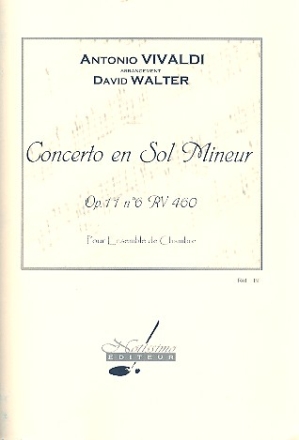 ANTONIO VIVALDI
ARRANGEMENT
DAVID WALTER
Concerto en Sol Mineur
Op.11 n°6 RV 460
Pour Ensemble de Chambre
Notissimo
EDITEUR